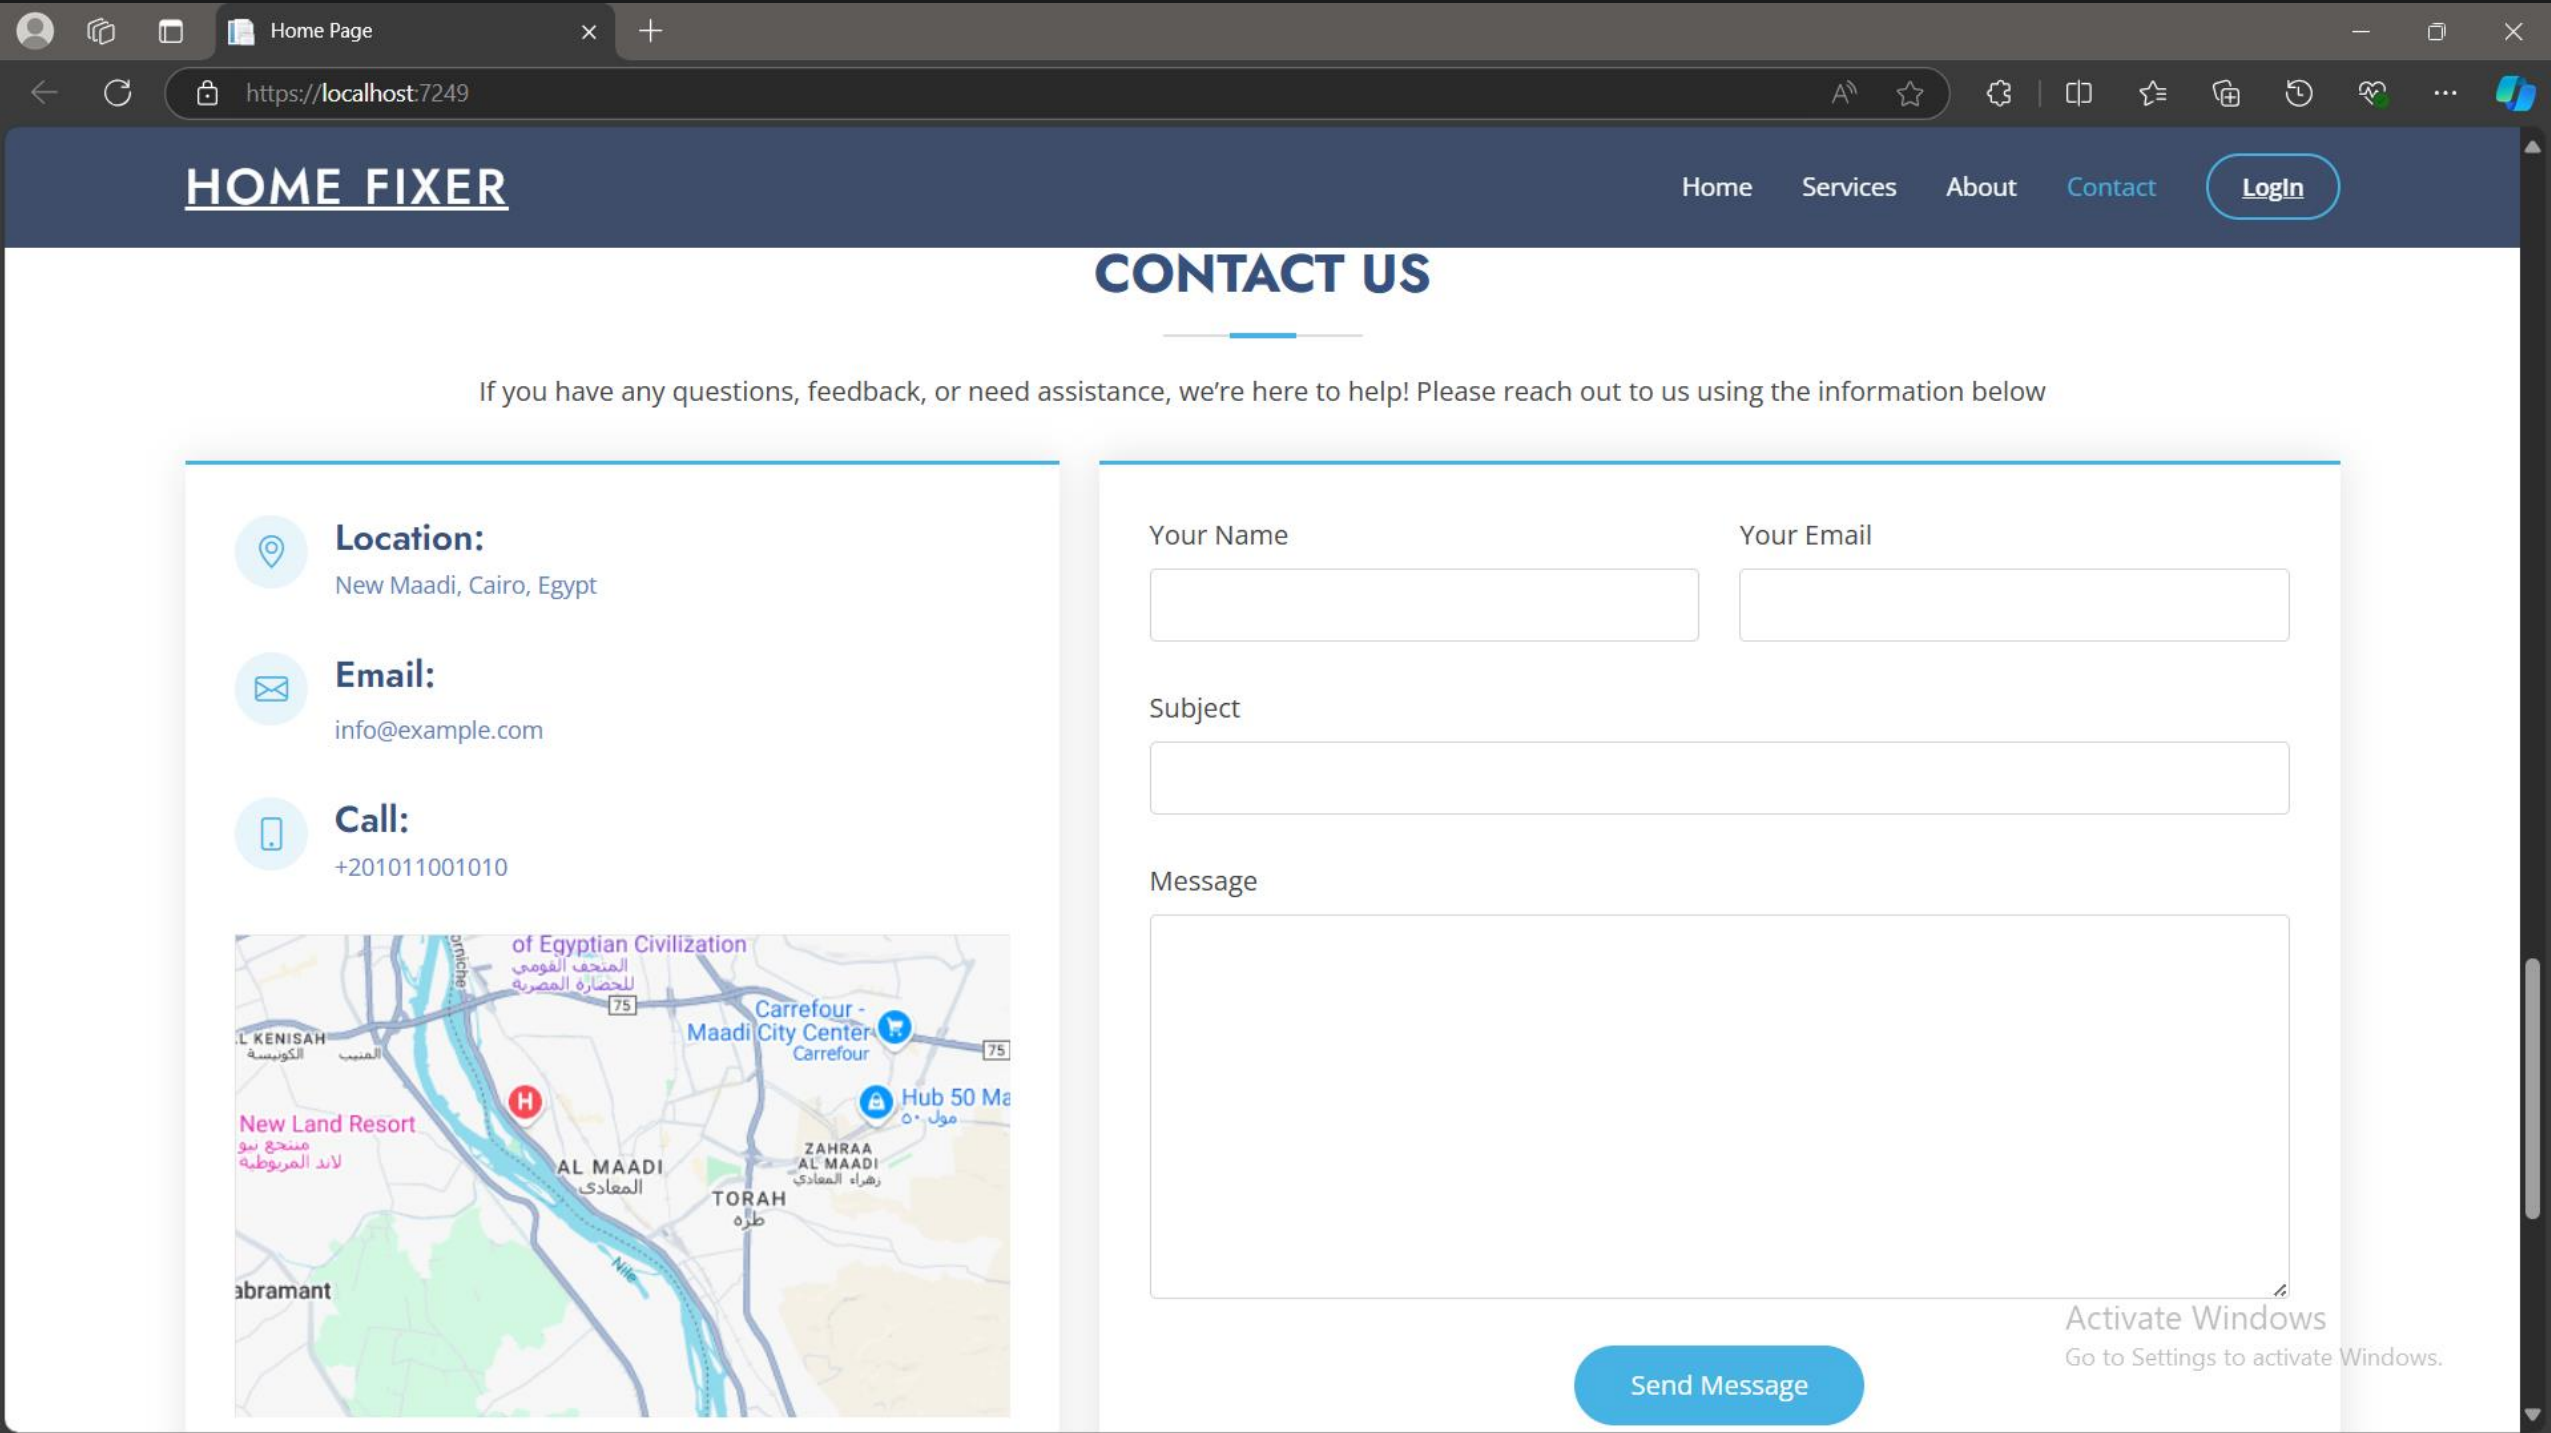 Home Page
https://localhost:7249
HOME FIXER
Home
Services
About
Contact
LogIn
CONTACT US
If you have any questions, feedback, or need assistance, we're here to help! Please reach out to us using the information below
Location:
New Maadi, Cairo, Egypt
Email:
info@example.com
Call:
+201011001010
of Egyptian Civilization
المتحف القومي
للحضارة المصرية
75
Carrefour -
Maadi City Center
Carrefour
75
L KENISAH
الكونيسة
المنيب
Hub 50 Ma
مول ٥٠
New Land Resort
منتجع نيو
لاند المريوطية
ZAHRAA
AL MAADI
زهراء المعادي
AL MAADI
المعادى
TORAH
طره
Nile
abramant
Your Name
Your Email
Subject
Message
Send Message
Activate Windows
Go to Settings to activate Windows.